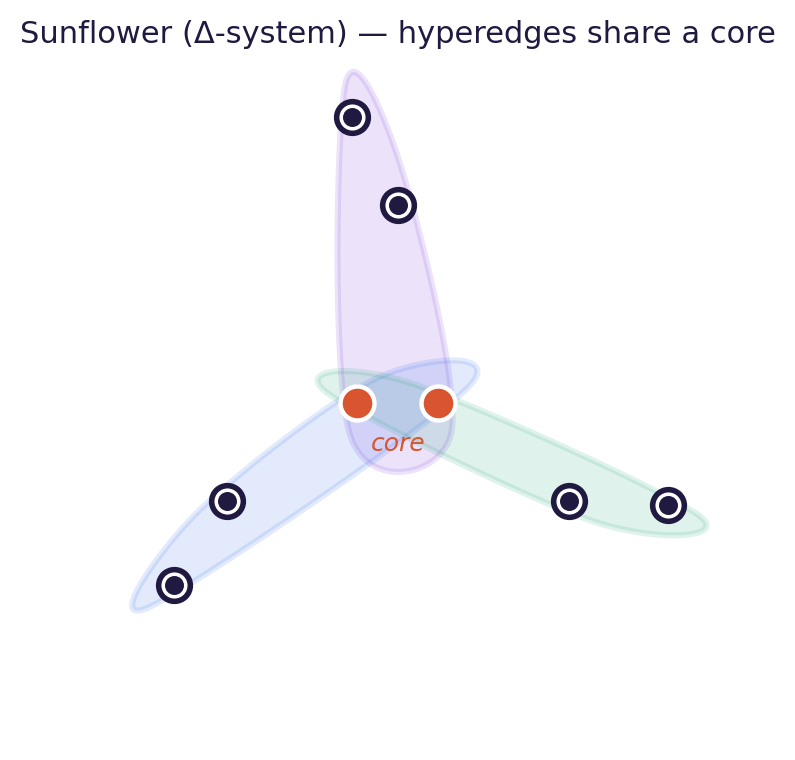 Sunflower (Δ-system) — hyperedges share a core
core